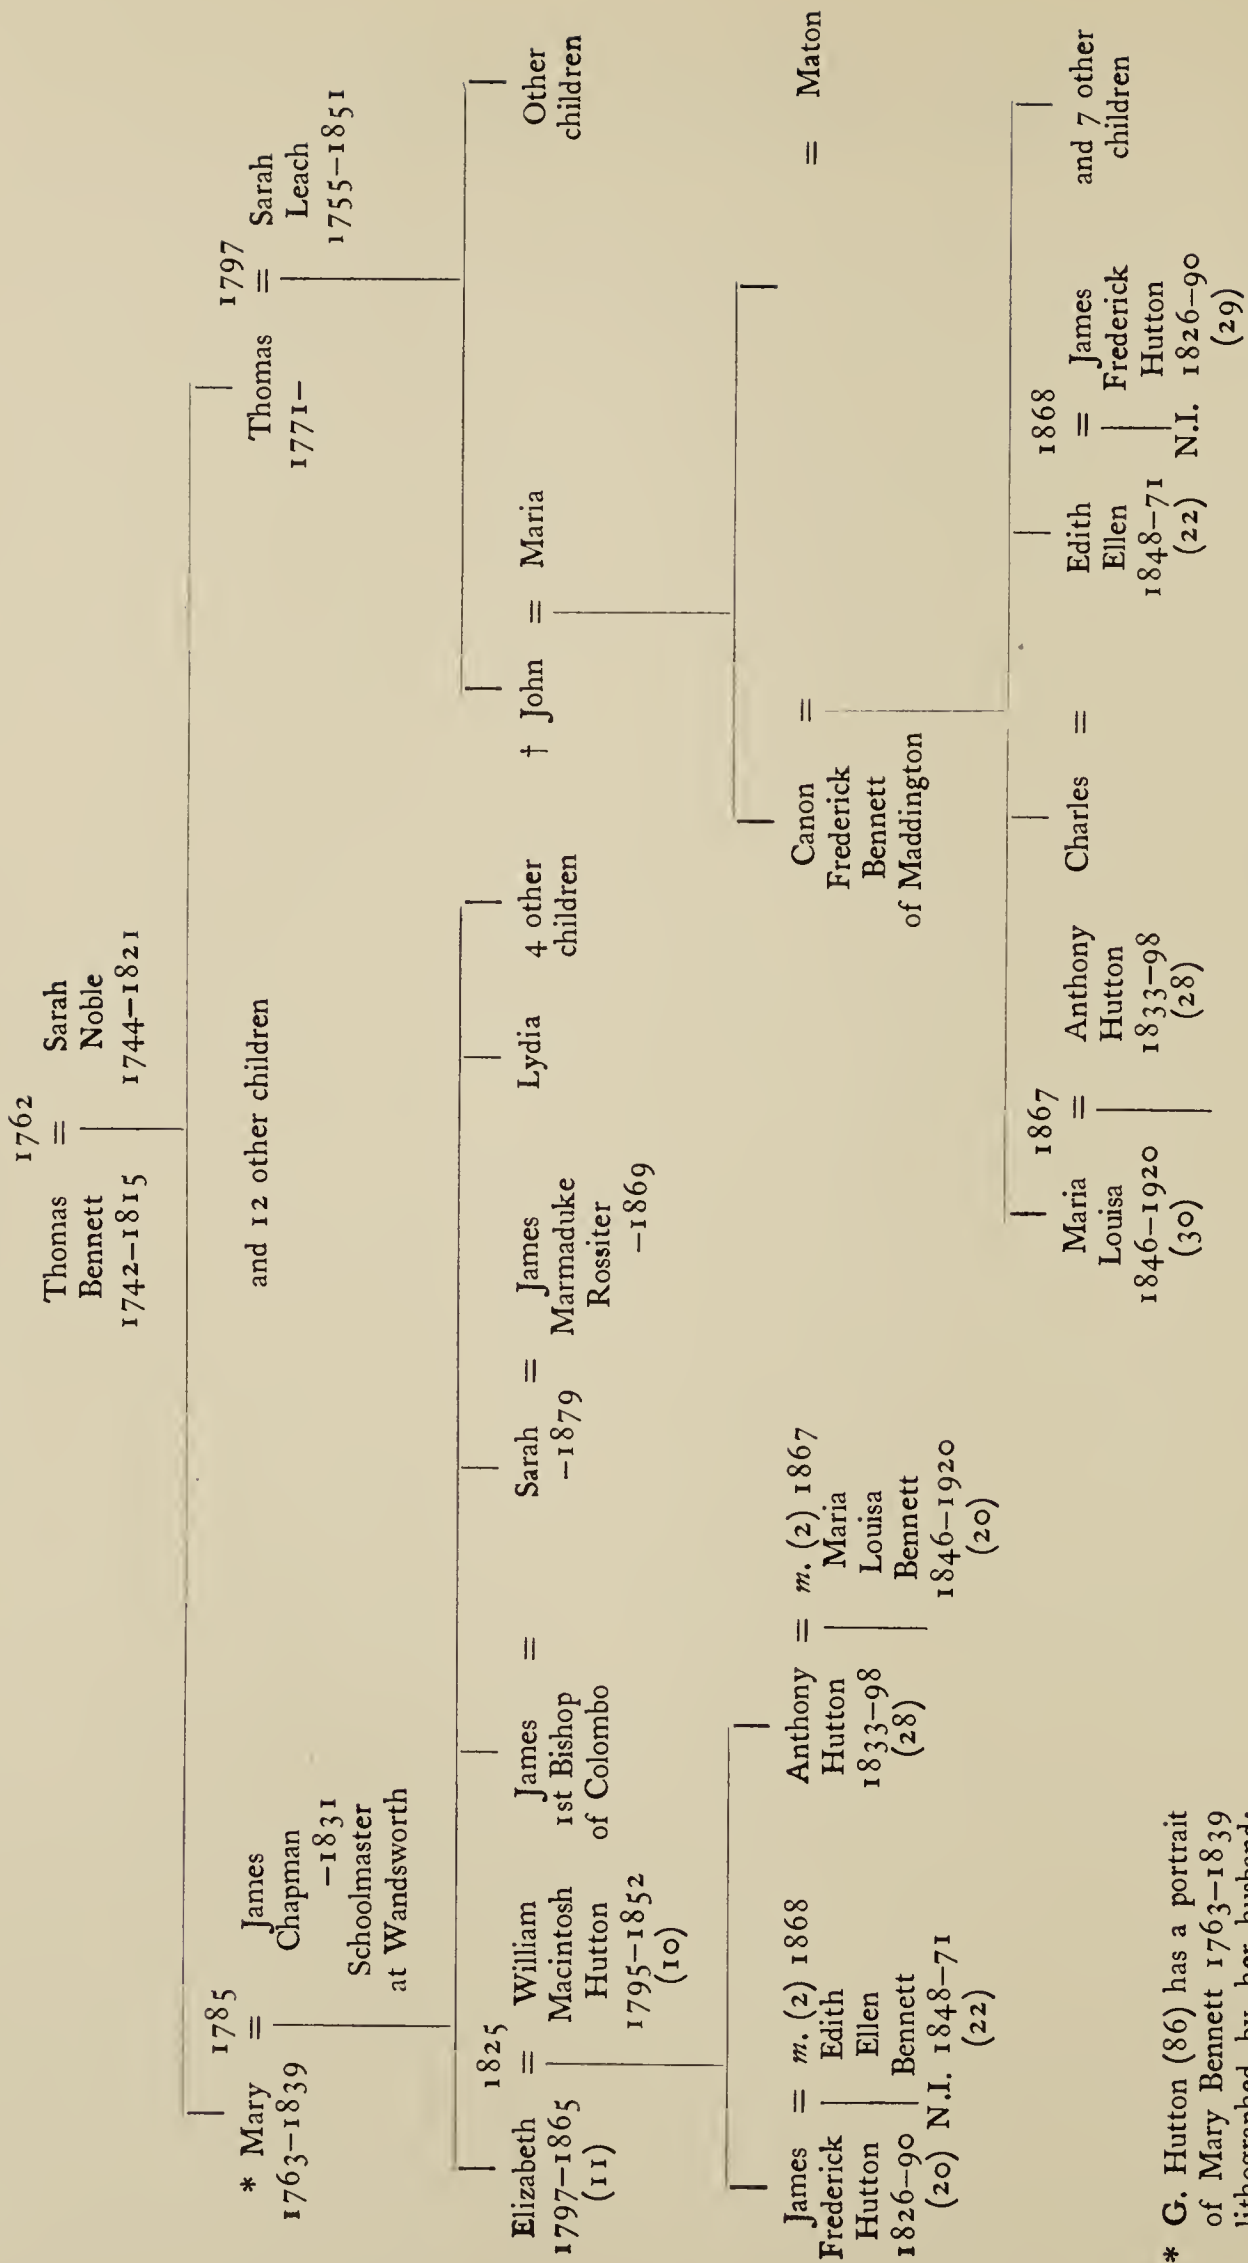 1762
Thomas = Sarah
Bennett Noble
1742–1815 1744–1821
1785
* Mary = James
1763–1839 Chapman
–1831
Schoolmaster
at Wandsworth
and 12 other children
1797
Thomas = Sarah
1771– Leach
1755–1851
1825
Elizabeth = William
1797–1865 Macintosh
(11) Hutton
1795–1852
(10)
James =
1st Bishop
of Colombo
Sarah = James
–1879 Marmaduke
Rossiter
–1869
Lydia
4 other
children
† John = Maria
Other
children
James = m. (2) 1868
Frederick Edith
Hutton Ellen
1826–90 Bennett
(20) N.I. 1848–71
(22)
Anthony = m. (2) 1867
Hutton Maria
1833–98 Louisa
(28) Bennett
1846–1920
(20)
Canon =
Frederick
Bennett
of Maddington
= Maton
1867
Maria = Anthony
Louisa Hutton
1846–1920 1833–98
(30) (28)
Charles =
1868
Edith = James
Ellen Frederick
1848–71 Hutton
(22) N.I. 1826–90
(29)
and 7 other
children
* G. Hutton (86) has a portrait
of Mary Bennett 1763–1839
lithographed by her husband